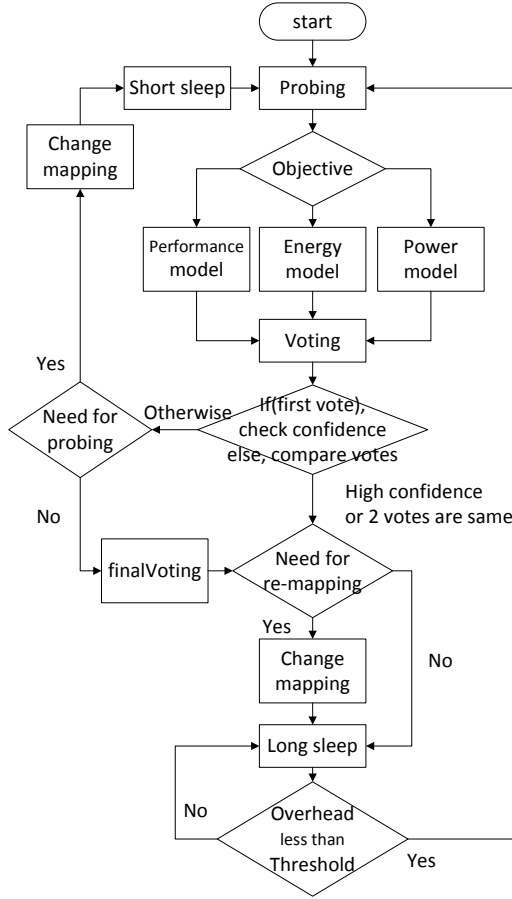 start
Short sleep
Probing
Change
mapping
Objective
Performance
model
Energy
model
Power
model
Voting
Yes
Need for
probing
Otherwise
If(first vote),
check confidence
else, compare votes
High confidence
or 2 votes are same
No
finalVoting
Need for
re-mapping
Yes
No
Change
mapping
Long sleep
No
Overhead
less than
Threshold
Yes